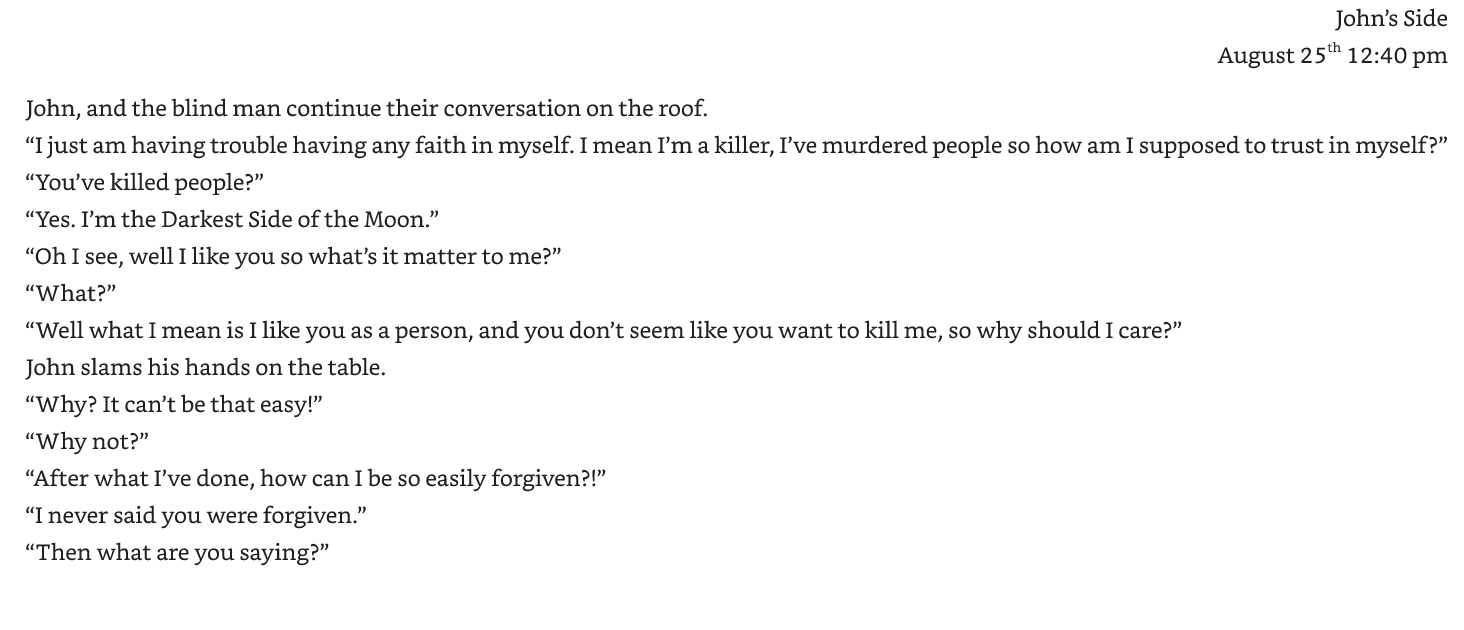 John’s Side
August 25th 12:40 pm
John, and the blind man continue their conversation on the roof.
“I just am having trouble having any faith in myself. I mean I’m a killer, I’ve murdered people so how am I supposed to trust in myself?”
“You’ve killed people?”
“Yes. I’m the Darkest Side of the Moon.”
“Oh I see, well I like you so what’s it matter to me?”
“What?”
“Well what I mean is I like you as a person, and you don’t seem like you want to kill me, so why should I care?”
John slams his hands on the table.
“Why? It can’t be that easy!”
“Why not?”
“After what I’ve done, how can I be so easily forgiven?!”
“I never said you were forgiven.”
“Then what are you saying?”